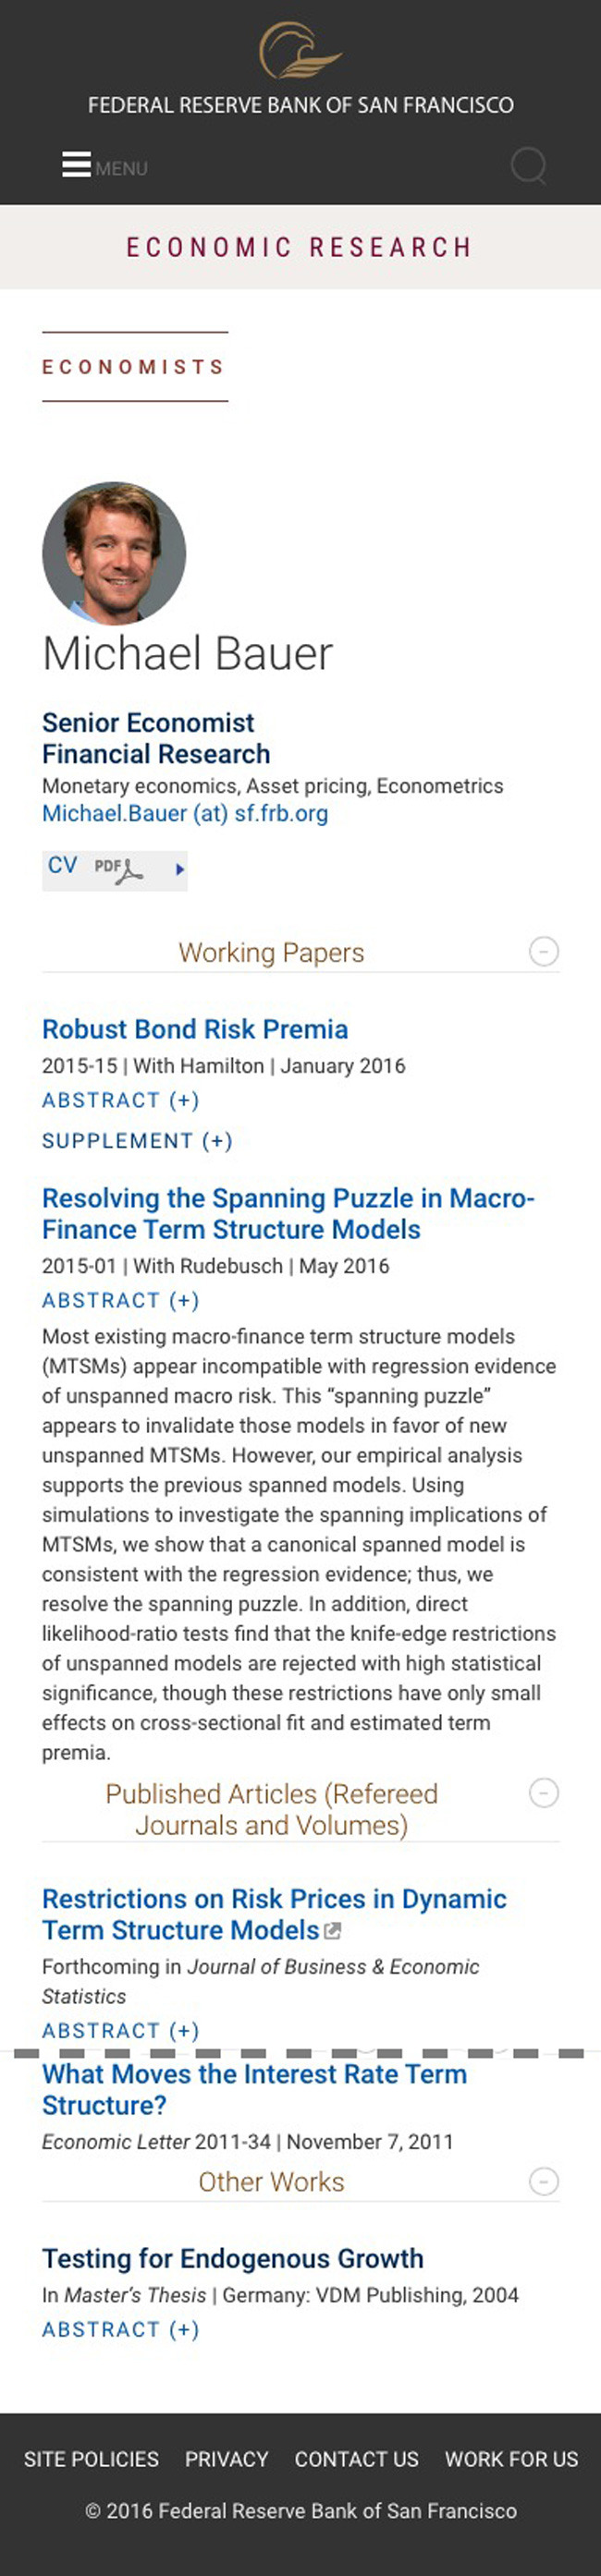 FEDERAL RESERVE BANK OF SAN FRANCISCO
MENU
ECONOMIC RESEARCH
ECONOMISTS
Michael Bauer
Senior Economist
Financial Research
Monetary economics, Asset pricing, Econometrics
Michael.Bauer (at) sf.frb.org
CV PDF
Working Papers
Robust Bond Risk Premia
2015-15 | With Hamilton | January 2016
ABSTRACT (+)
SUPPLEMENT (+)
Resolving the Spanning Puzzle in Macro-
Finance Term Structure Models
2015-01 | With Rudebusch | May 2016
ABSTRACT (+)
Most existing macro-finance term structure models
(MTSMs) appear incompatible with regression evidence
of unspanned macro risk. This “spanning puzzle”
appears to invalidate those models in favor of new
unspanned MTSMs. However, our empirical analysis
supports the previous spanned models. Using
simulations to investigate the spanning implications of
MTSMs, we show that a canonical spanned model is
consistent with the regression evidence; thus, we
resolve the spanning puzzle. In addition, direct
likelihood-ratio tests find that the knife-edge restrictions
of unspanned models are rejected with high statistical
significance, though these restrictions have only small
effects on cross-sectional fit and estimated term
premia.
Published Articles (Refereed
Journals and Volumes)
Restrictions on Risk Prices in Dynamic
Term Structure Models
Forthcoming in Journal of Business & Economic
Statistics
ABSTRACT (+)
What Moves the Interest Rate Term
Structure?
Economic Letter 2011-34 | November 7, 2011
Other Works
Testing for Endogenous Growth
In Master’s Thesis | Germany: VDM Publishing, 2004
ABSTRACT (+)
SITE POLICIES PRIVACY CONTACT US WORK FOR US
© 2016 Federal Reserve Bank of San Francisco